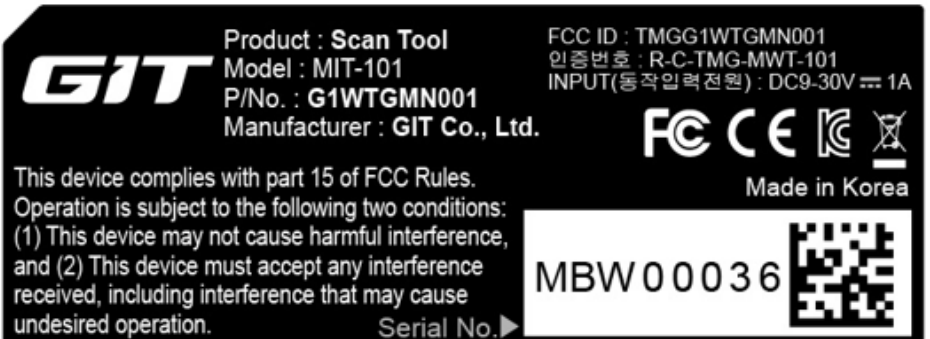 GIT
Product : Scan Tool
Model : MIT-101
P/No. : G1WTGMN001
Manufacturer : GIT Co., Ltd.
FCC ID : TMGG1WTGMN001
인증번호 : R-C-TMG-MWT-101
INPUT(동작입력전원) : DC9-30V ⎓ 1A
FC CE
Made in Korea
This device complies with part 15 of FCC Rules.
Operation is subject to the following two conditions:
(1) This device may not cause harmful interference,
and (2) This device must accept any interference
received, including interference that may cause
undesired operation.
Serial No.▶
MBW00036